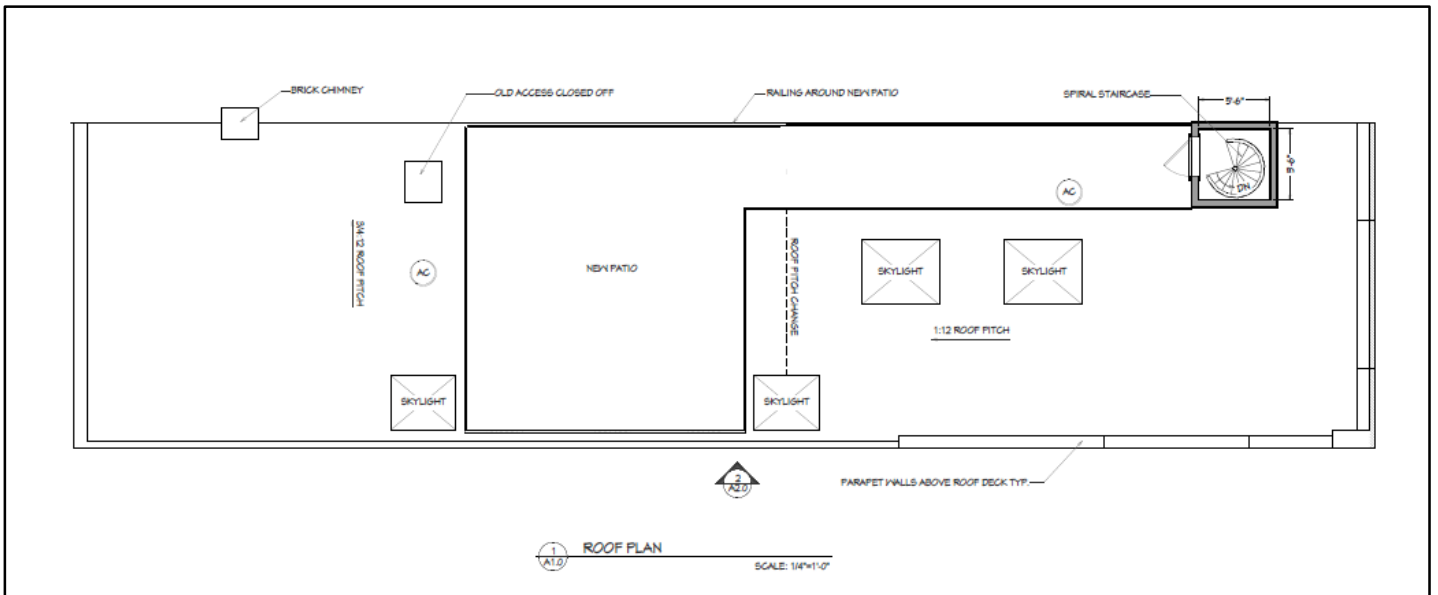 BRICK CHIMNEY
OLD ACCESS CLOSED OFF
RAILING AROUND NEW PATIO
SPIRAL STAIRCASE
5'-6"
5'-6"
DN
AC
3/4:12 ROOF PITCH
AC
NEW PATIO
ROOF PITCH CHANGE
SKYLIGHT
SKYLIGHT
1:12 ROOF PITCH
SKYLIGHT
SKYLIGHT
2
A2.0
PARAPET WALLS ABOVE ROOF DECK TYP.
1
A1.0
ROOF PLAN
SCALE: 1/4"=1'-0"